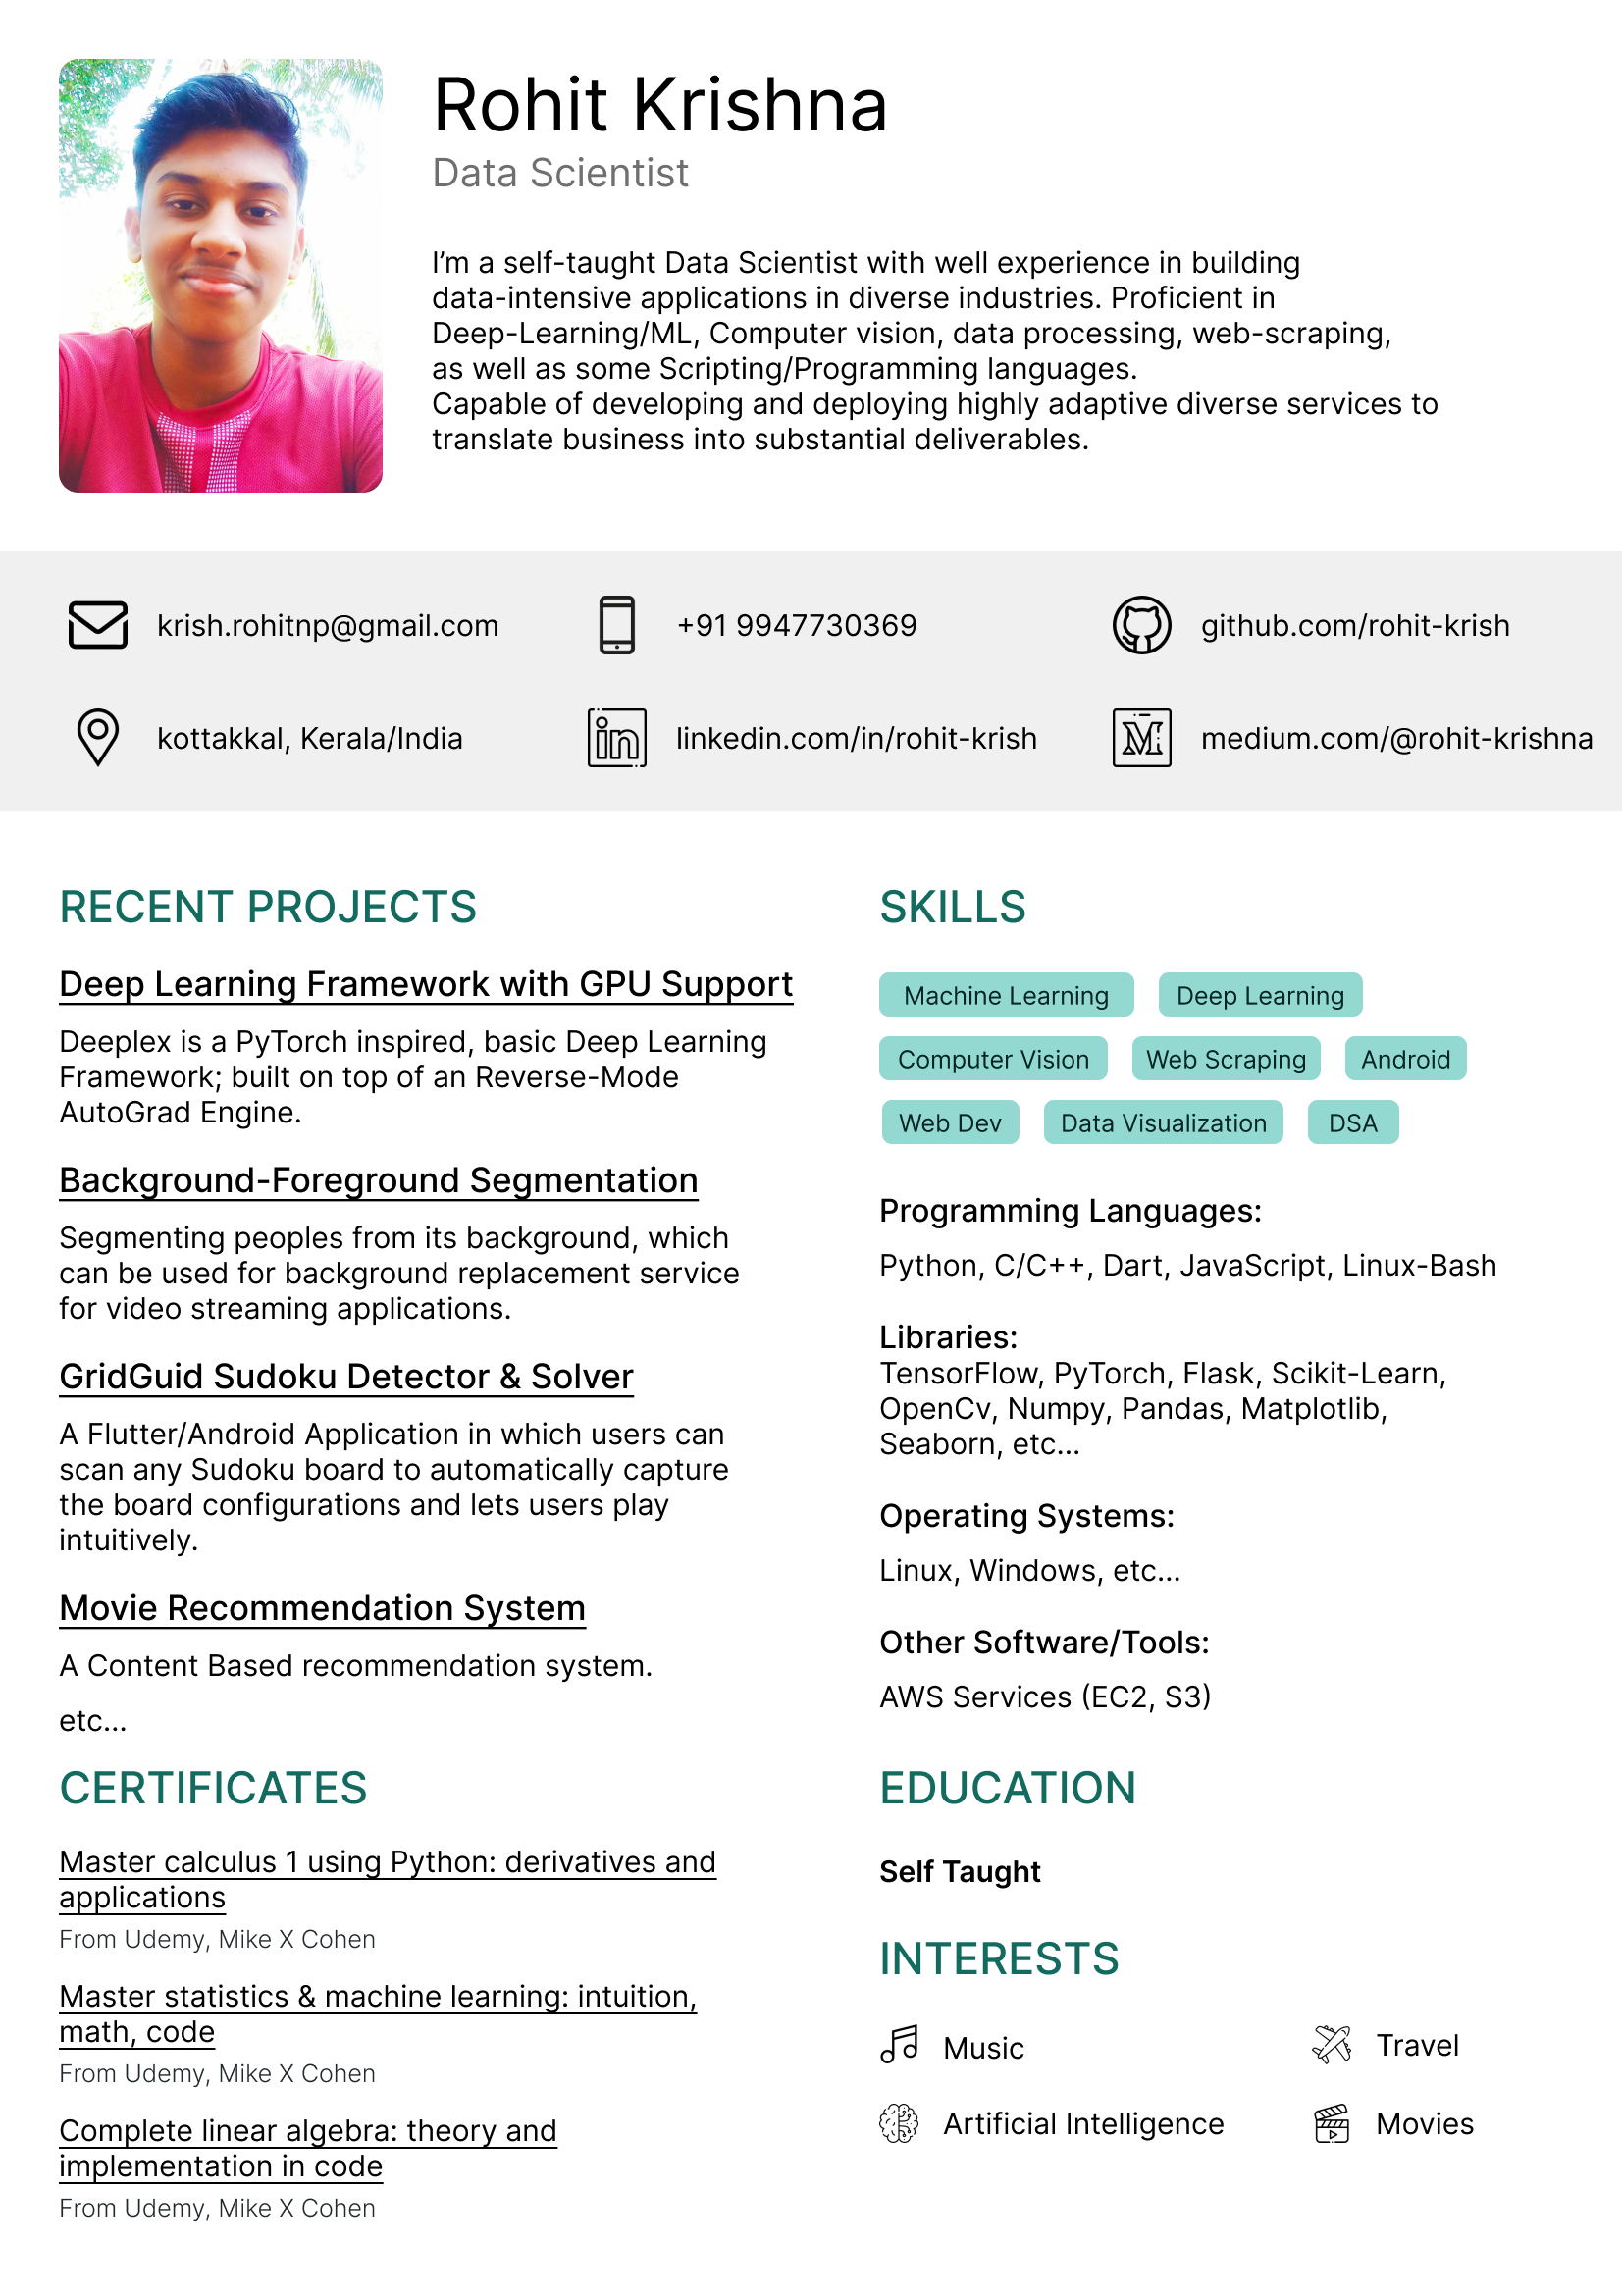 Rohit Krishna
Data Scientist
I’m a self-taught Data Scientist with well experience in building
data-intensive applications in diverse industries. Proficient in
Deep-Learning/ML, Computer vision, data processing, web-scraping,
as well as some Scripting/Programming languages.
Capable of developing and deploying highly adaptive diverse services to
translate business into substantial deliverables.
krish.rohitnp@gmail.com
+91 9947730369
github.com/rohit-krish
kottakkal, Kerala/India
linkedin.com/in/rohit-krish
medium.com/@rohit-krishna
RECENT PROJECTS
Deep Learning Framework with GPU Support
Deeplex is a PyTorch inspired, basic Deep Learning
Framework; built on top of an Reverse-Mode
AutoGrad Engine.
Background-Foreground Segmentation
Segmenting peoples from its background, which
can be used for background replacement service
for video streaming applications.
GridGuid Sudoku Detector & Solver
A Flutter/Android Application in which users can
scan any Sudoku board to automatically capture
the board configurations and lets users play
intuitively.
Movie Recommendation System
A Content Based recommendation system.
etc...
CERTIFICATES
Master calculus 1 using Python: derivatives and
applications
From Udemy, Mike X Cohen
Master statistics & machine learning: intuition,
math, code
From Udemy, Mike X Cohen
Complete linear algebra: theory and
implementation in code
From Udemy, Mike X Cohen
SKILLS
Machine Learning
Deep Learning
Computer Vision
Web Scraping
Android
Web Dev
Data Visualization
DSA
Programming Languages:
Python, C/C++, Dart, JavaScript, Linux-Bash
Libraries:
TensorFlow, PyTorch, Flask, Scikit-Learn,
OpenCv, Numpy, Pandas, Matplotlib,
Seaborn, etc...
Operating Systems:
Linux, Windows, etc...
Other Software/Tools:
AWS Services (EC2, S3)
EDUCATION
Self Taught
INTERESTS
Music
Travel
Artificial Intelligence
Movies